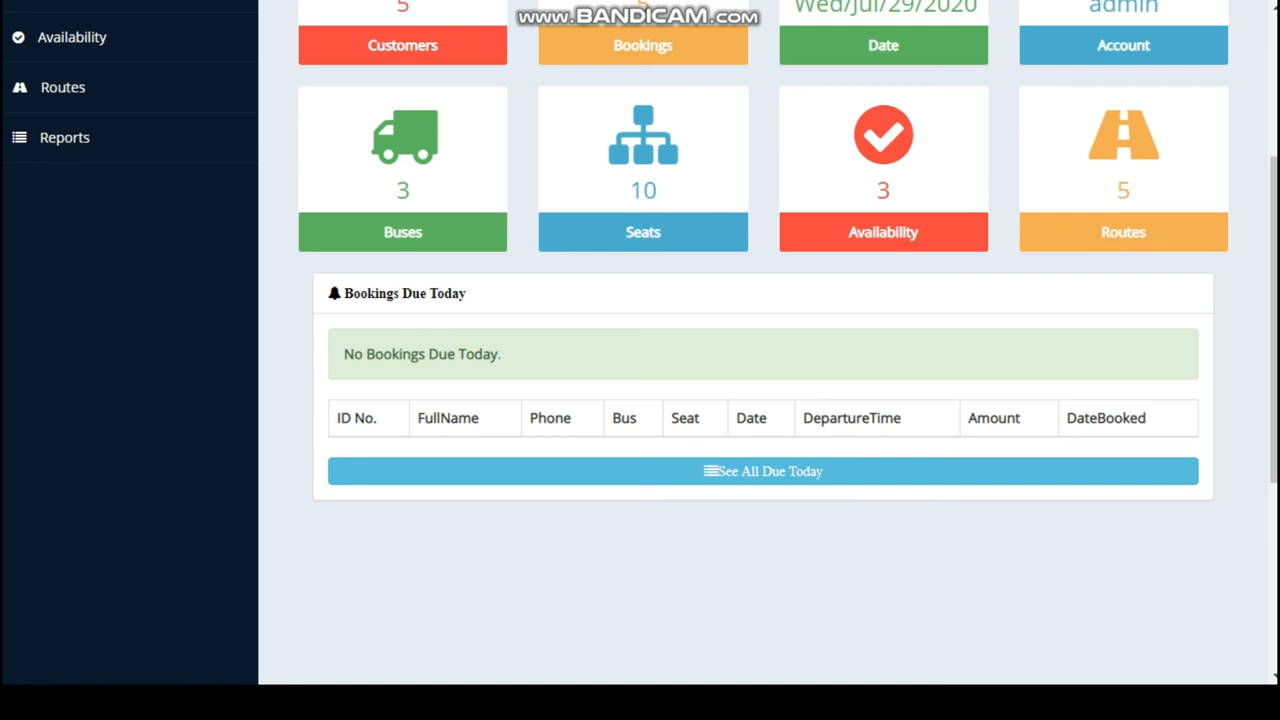 www.BANDICAM.com
Availability
Routes
Reports
5
5
Wed/Jul/29/2020
admin
Customers
Bookings
Date
Account
3
10
3
5
Buses
Seats
Availability
Routes
Bookings Due Today
No Bookings Due Today.
ID No. FullName Phone Bus Seat Date DepartureTime Amount DateBooked
See All Due Today